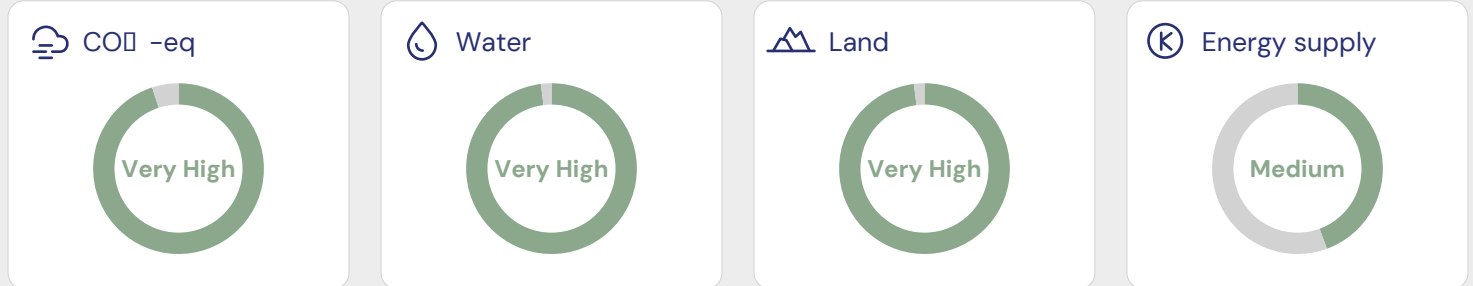 CO▯ -eq
Water
Land
Energy supply
Very High
Very High
Very High
Medium